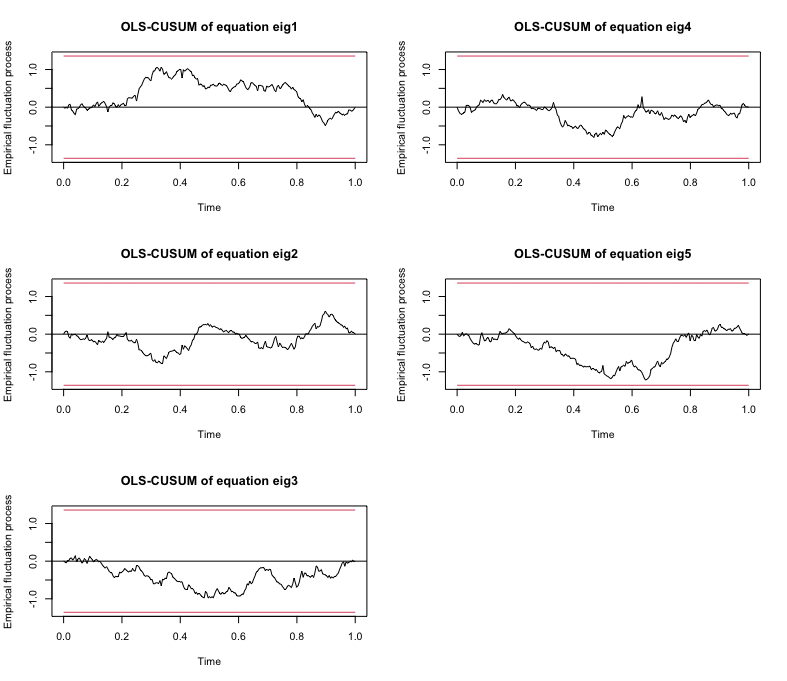 OLS-CUSUM of equation eig1
Empirical fluctuation process
1.0
0.0
-1.0
0.0 0.2 0.4 0.6 0.8 1.0
Time
OLS-CUSUM of equation eig4
Empirical fluctuation process
1.0
0.0
-1.0
0.0 0.2 0.4 0.6 0.8 1.0
Time
OLS-CUSUM of equation eig2
Empirical fluctuation process
1.0
0.0
-1.0
0.0 0.2 0.4 0.6 0.8 1.0
Time
OLS-CUSUM of equation eig5
Empirical fluctuation process
1.0
0.0
-1.0
0.0 0.2 0.4 0.6 0.8 1.0
Time
OLS-CUSUM of equation eig3
Empirical fluctuation process
1.0
0.0
-1.0
0.0 0.2 0.4 0.6 0.8 1.0
Time